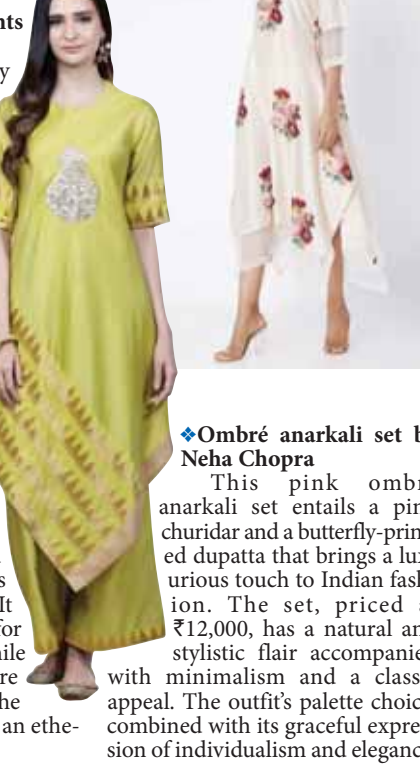 nts
y
s
It
for
ile
re
he
an ethe-
❖Ombré anarkali set b
Neha Chopra
This pink ombr
anarkali set entails a pin
churidar and a butterfly-prin
ed dupatta that brings a lux
urious touch to Indian fash
ion. The set, priced a
₹12,000, has a natural an
stylistic flair accompanie
with minimalism and a class
appeal. The outfit's palette choic
combined with its graceful expre
sion of individualism and eleganc